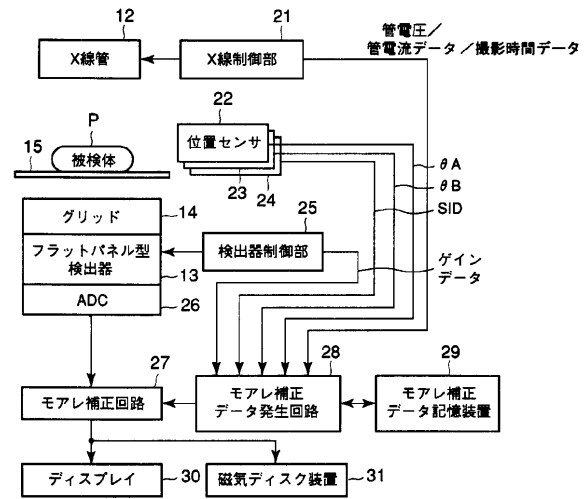 12
21
管電圧/
管電流データ/撮影時間データ
X線管
X線制御部
22
P
位置センサ
15
被検体
23
24
θA
θB
SID
グリッド
14
25
フラットパネル型
検出器
13
検出器制御部
ゲイン
データ
ADC
26
27
28
29
モアレ補正回路
モアレ補正
データ発生回路
モアレ補正
データ記憶装置
ディスプレイ
30
磁気ディスク装置
31